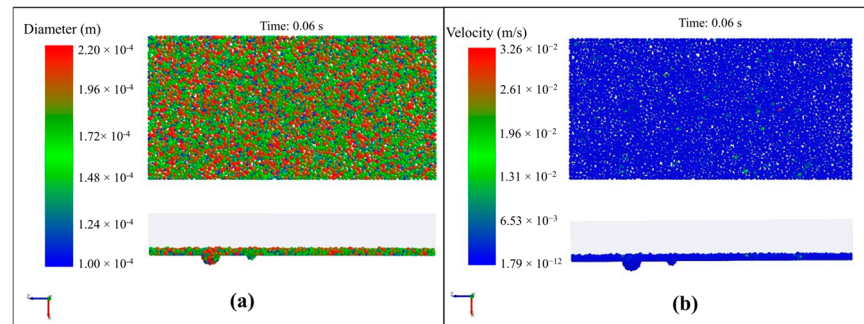 Diameter (m)
Time: 0.06 s
2.20 × 10⁻⁴
1.96 × 10⁻⁴
1.72 × 10⁻⁴
1.48 × 10⁻⁴
1.24 × 10⁻⁴
1.00 × 10⁻⁴
(a)
Velocity (m/s)
Time: 0.06 s
3.26 × 10⁻²
2.61 × 10⁻²
1.96 × 10⁻²
1.31 × 10⁻²
6.53 × 10⁻³
1.79 × 10⁻¹²
(b)